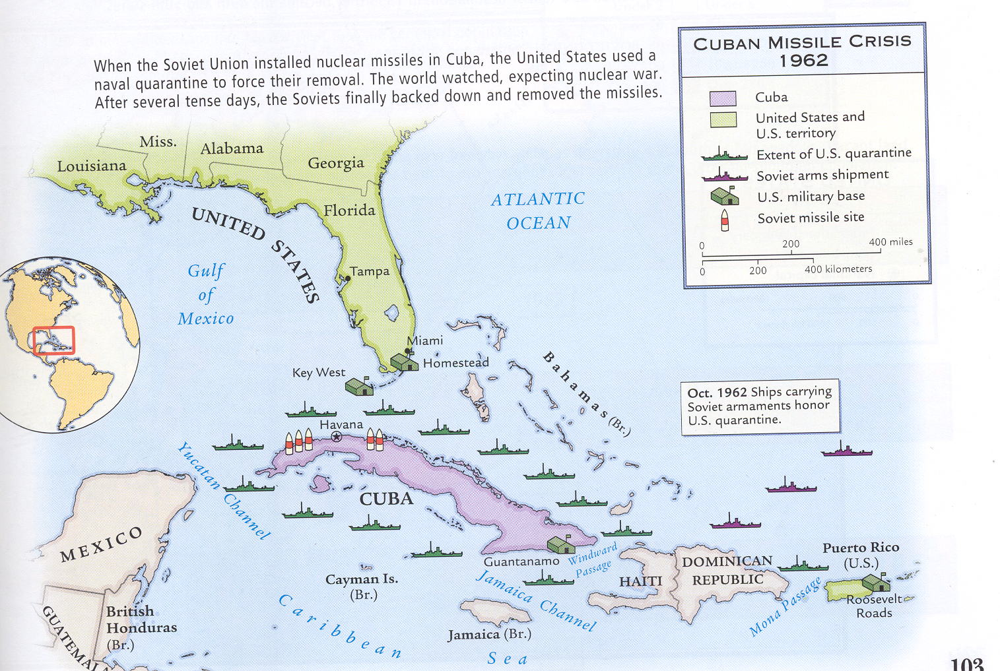 When the Soviet Union installed nuclear missiles in Cuba, the United States used a
naval quarantine to force their removal. The world watched, expecting nuclear war.
After several tense days, the Soviets finally backed down and removed the missiles.
CUBAN MISSILE CRISIS
1962
Cuba
United States and
U.S. territory
Extent of U.S. quarantine
Soviet arms shipment
U.S. military base
Soviet missile site
0 200 400 miles
0 200 400 kilometers
Miss.
Alabama
Louisiana
Georgia
Florida
UNITED STATES
ATLANTIC
OCEAN
Gulf
of
Mexico
Tampa
Miami
Homestead
Key West
Bahamas (Br.)
Oct. 1962 Ships carrying
Soviet armaments honor
U.S. quarantine.
Havana
Yucatan Channel
CUBA
MEXICO
Guantanamo
Windward
Passage
Cayman Is.
(Br.)
Jamaica Channel
HAITI
DOMINICAN
REPUBLIC
Puerto Rico
(U.S.)
Mona Passage
Roosevelt
Roads
British
Honduras
(Br.)
GUATEMALA
Jamaica (Br.)
Caribbean
Sea
103